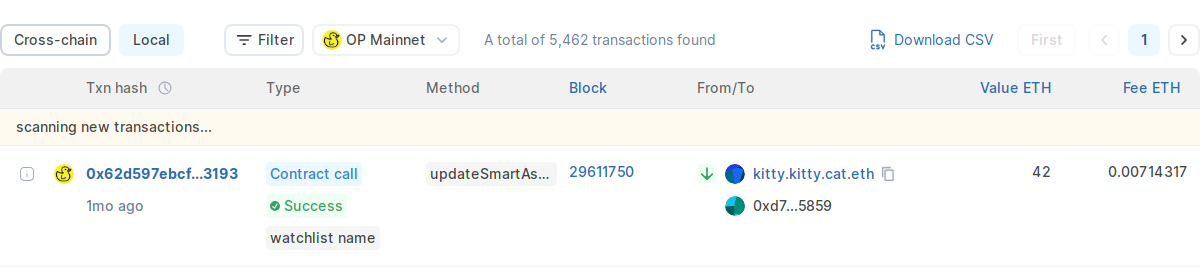 Cross-chain Local Filter OP Mainnet A total of 5,462 transactions found CSV Download CSV First 1
Txn hash Type Method Block From/To Value ETH Fee ETH
scanning new transactions...
0x62d597ebcf...3193 Contract call updateSmartAs... 29611750 kitty.kitty.cat.eth 42 0.00714317
1mo ago Success 0xd7...5859
watchlist name